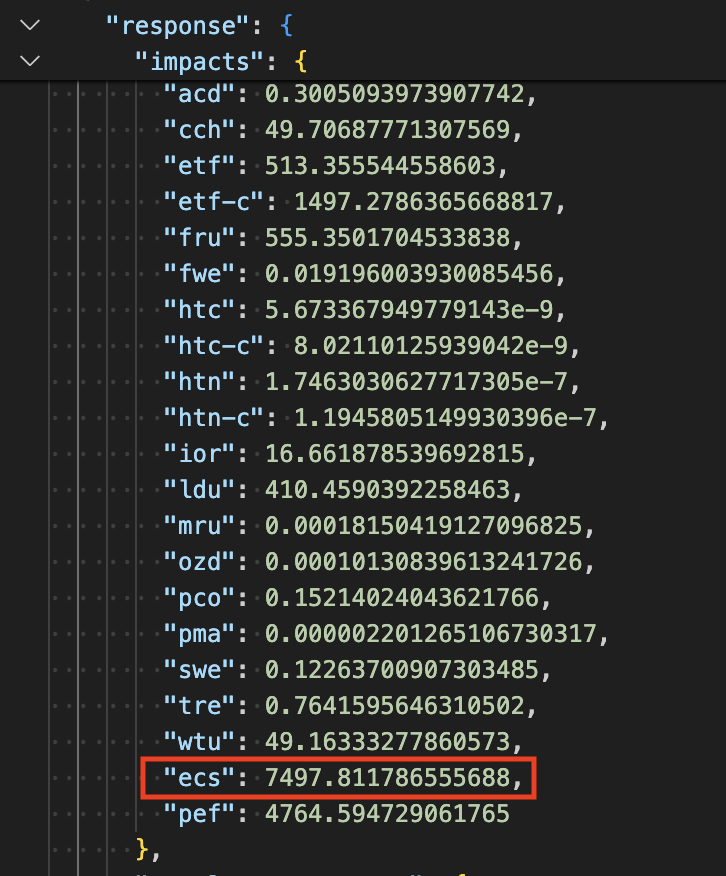 "response": {
"impacts": {
"acd": 0.3005093973907742,
"cch": 49.70687771307569,
"etf": 513.355544558603,
"etf-c": 1497.2786365668817,
"fru": 555.3501704533838,
"fwe": 0.019196003930085456,
"htc": 5.673367949779143e-9,
"htc-c": 8.02110125939042e-9,
"htn": 1.7463030627717305e-7,
"htn-c": 1.1945805149930396e-7,
"ior": 16.661878539692815,
"ldu": 410.4590392258463,
"mru": 0.00018150419127096825,
"ozd": 0.00010130839613241726,
"pco": 0.15214024043621766,
"pma": 0.000002201265106730317,
"swe": 0.12263700907303485,
"tre": 0.7641595646310502,
"wtu": 49.16333277860573,
"ecs": 7497.811786555688,
"pef": 4764.594729061765
},